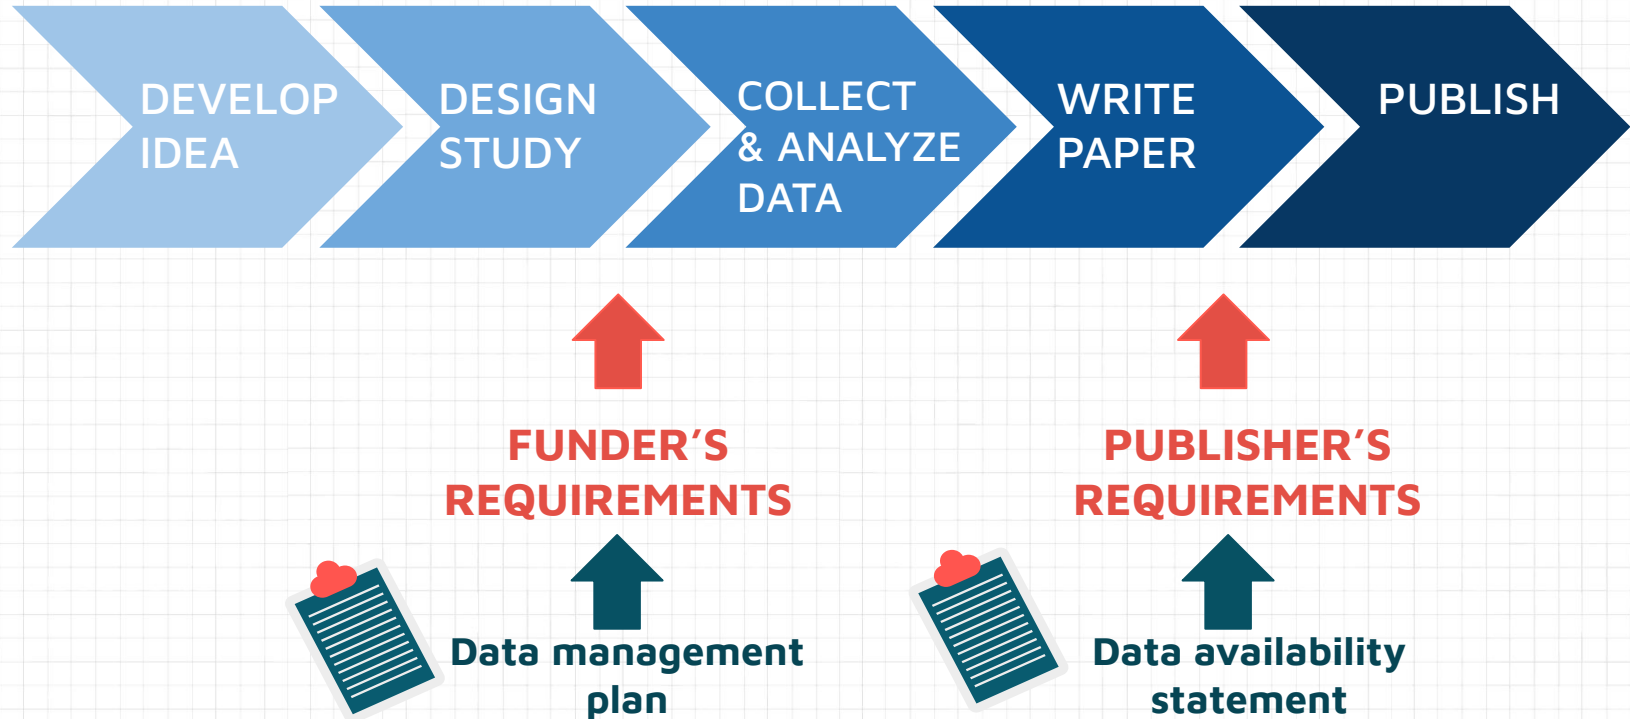 DEVELOP
IDEA
DESIGN
STUDY
COLLECT
& ANALYZE
DATA
WRITE
PAPER
PUBLISH
FUNDER’S
REQUIREMENTS
PUBLISHER’S
REQUIREMENTS
Data management
plan
Data availability
statement